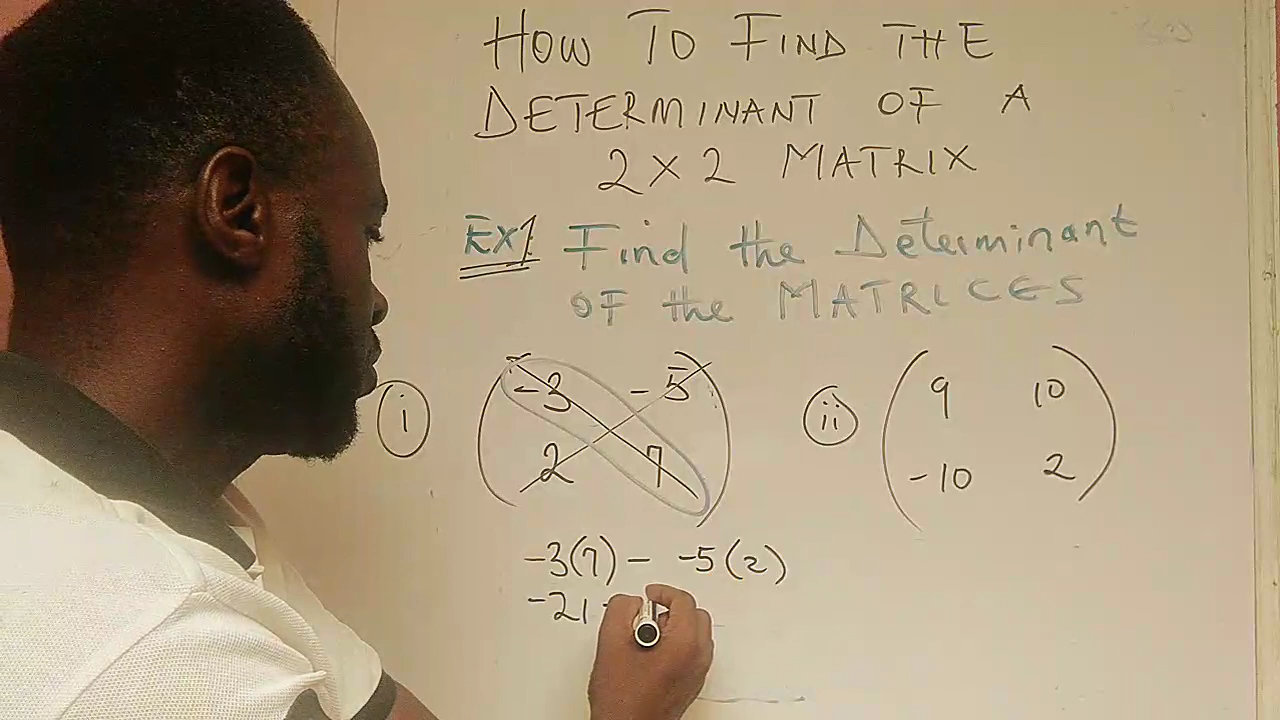 HOW TO FIND THE
DETERMINANT OF A
2 X 2 MATRIX
EX1 Find the Determinant
OF the MATRICES
i
-3 -5
2 7
ii
9 10
-10 2
-3(7) - -5(2)
-21